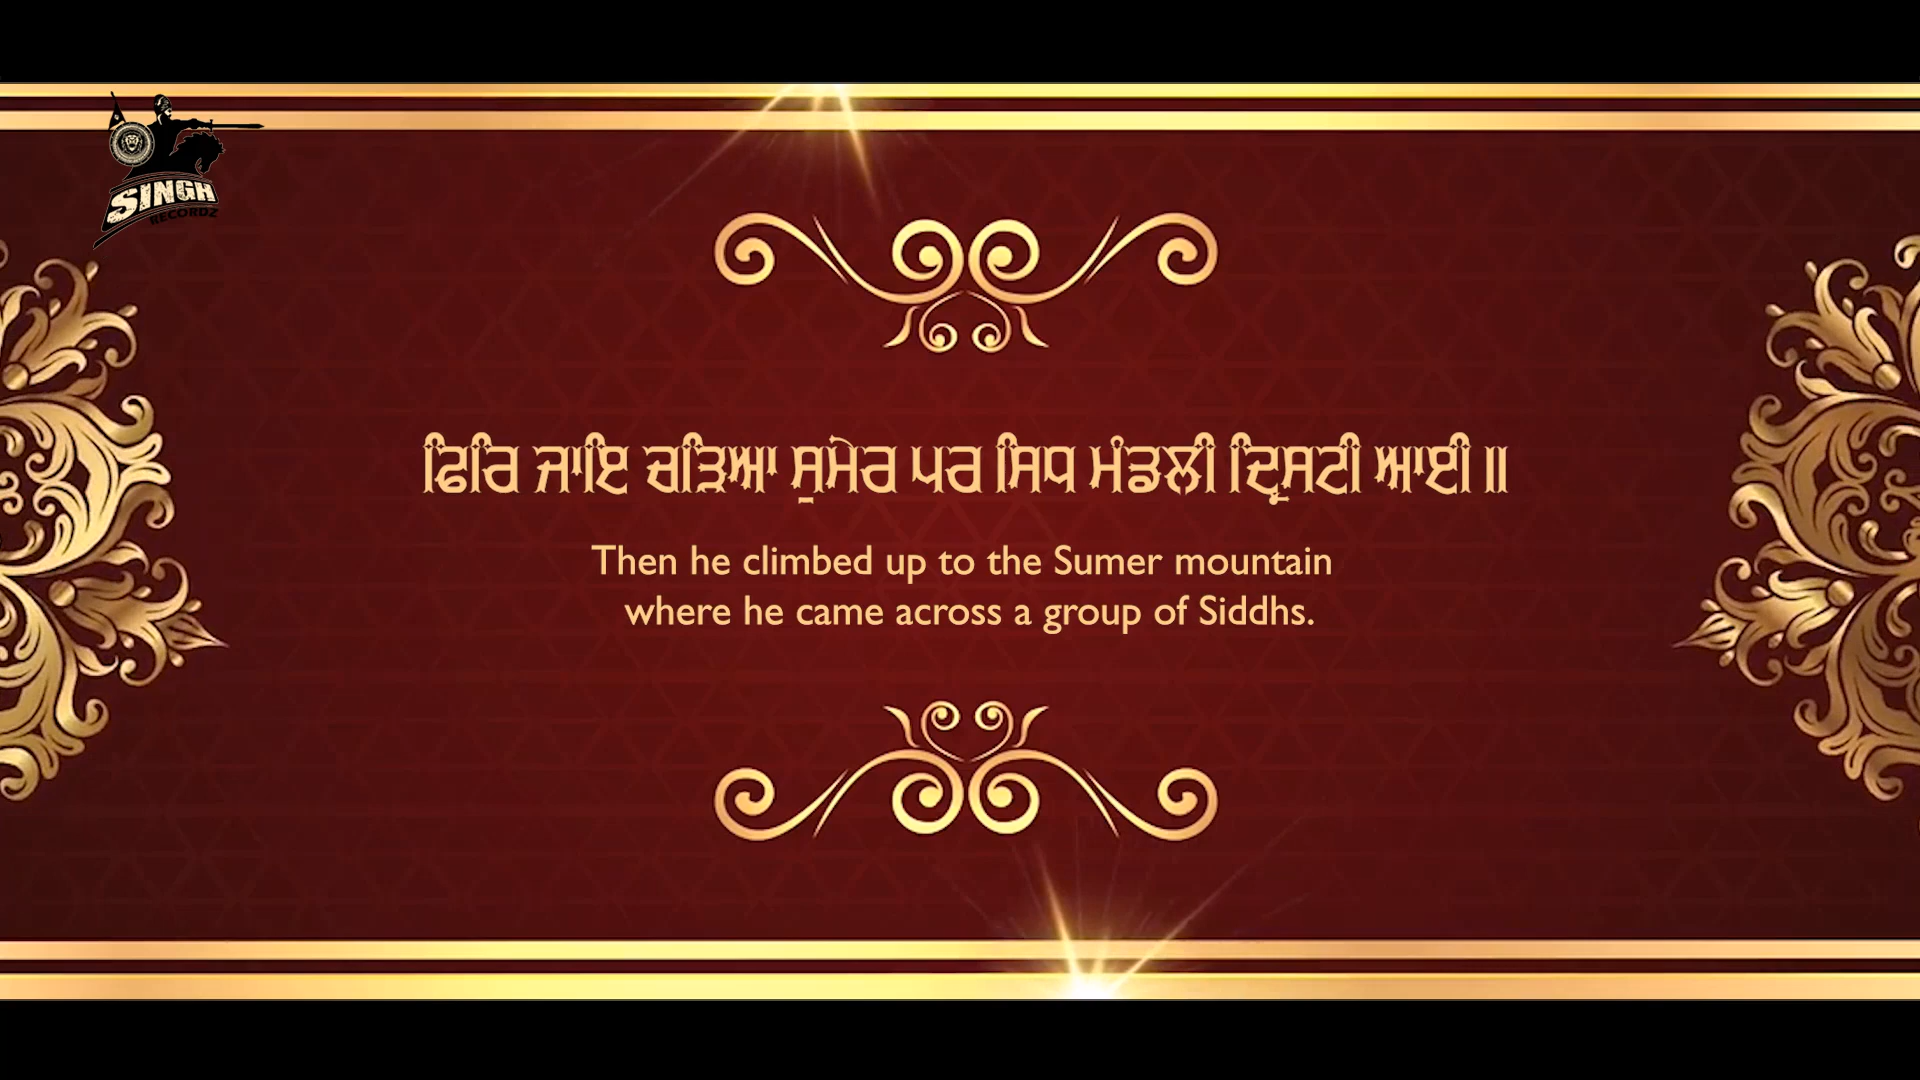 SINGH
RECORDZ
ਫਿਰਿ ਜਾਇ ਚੜਿਆ ਸੁਮੇਰ ਪਰ ਸਿਧ ਮੰਡਲੀ ਦ੍ਰਿਸਟੀ ਆਈ ॥
Then he climbed up to the Sumer mountain
where he came across a group of Siddhs.